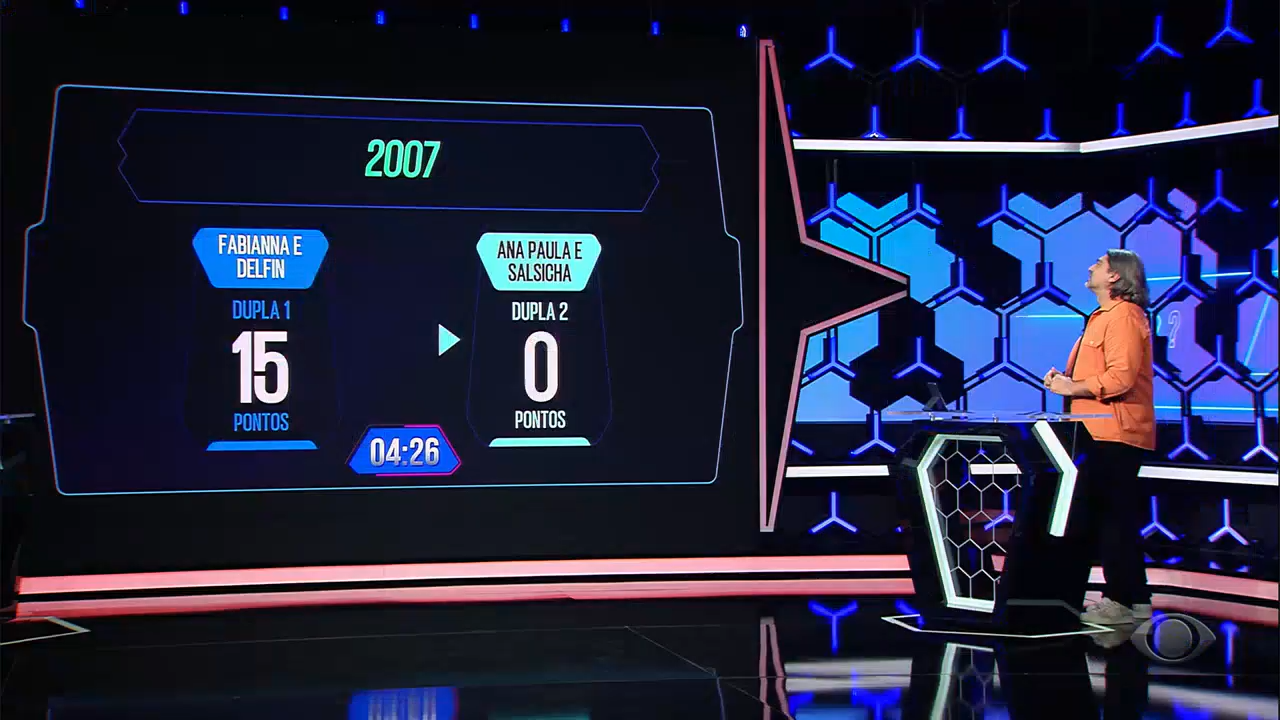 2007
FABIANNA E
DELFIN
DUPLA 1
15
PONTOS
ANA PAULA E
SALSICHA
DUPLA 2
0
PONTOS
04:26
?